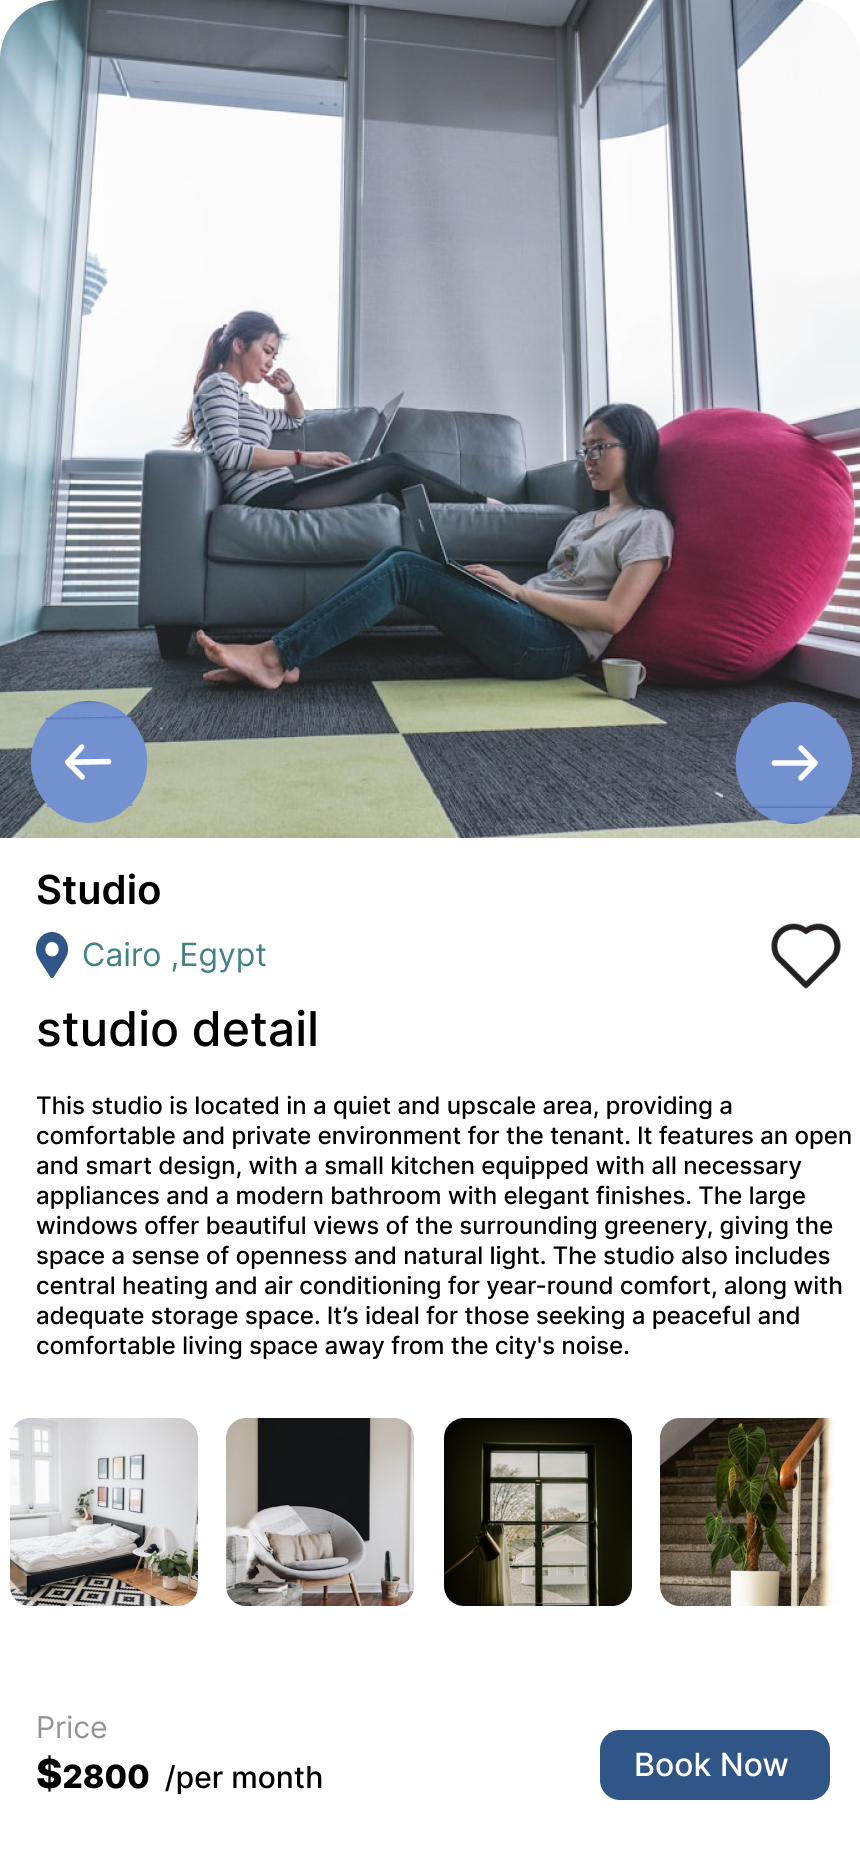 Studio
Cairo ,Egypt
studio detail
This studio is located in a quiet and upscale area, providing a
comfortable and private environment for the tenant. It features an open
and smart design, with a small kitchen equipped with all necessary
appliances and a modern bathroom with elegant finishes. The large
windows offer beautiful views of the surrounding greenery, giving the
space a sense of openness and natural light. The studio also includes
central heating and air conditioning for year-round comfort, along with
adequate storage space. It’s ideal for those seeking a peaceful and
comfortable living space away from the city's noise.
Price
$2800 /per month
Book Now